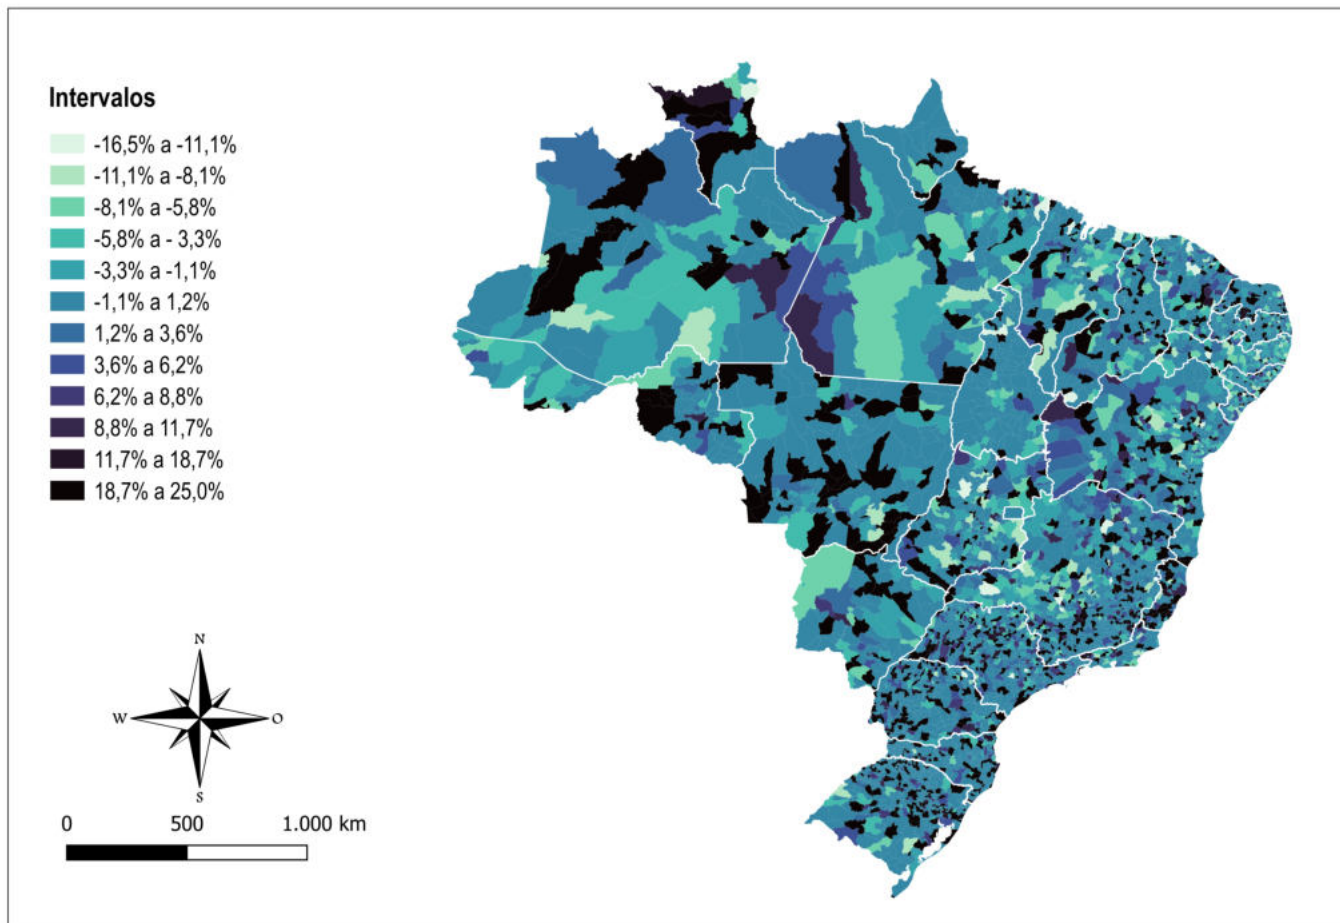 Intervalos
-16,5% a -11,1%
-11,1% a -8,1%
-8,1% a -5,8%
-5,8% a - 3,3%
-3,3% a -1,1%
-1,1% a 1,2%
1,2% a 3,6%
3,6% a 6,2%
6,2% a 8,8%
8,8% a 11,7%
11,7% a 18,7%
18,7% a 25,0%
N
W O
S
0 500 1.000 km